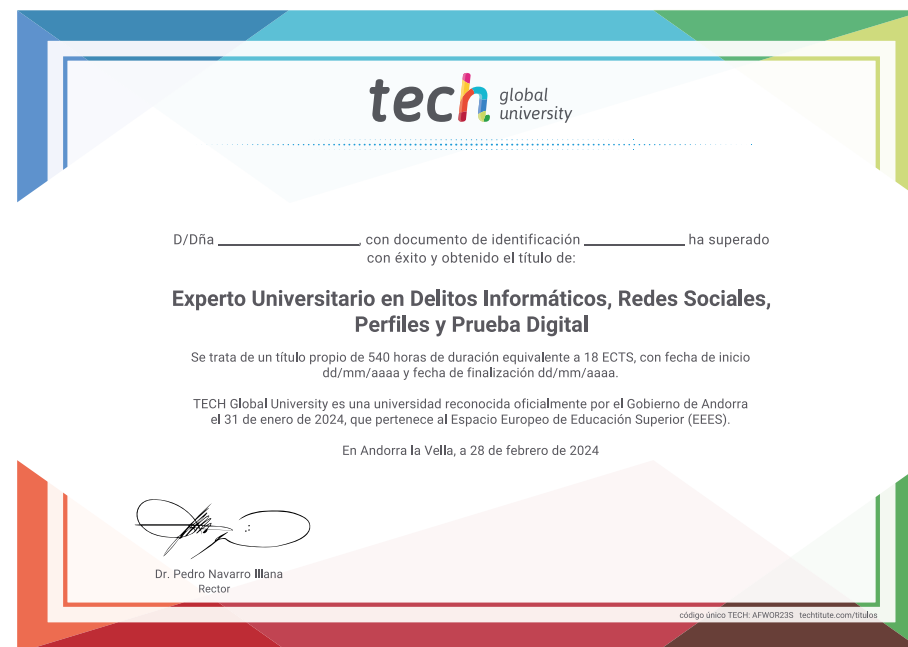 tech global university
D/Dña ____________________, con documento de identificación ______________ ha superado
con éxito y obtenido el título de:
Experto Universitario en Delitos Informáticos, Redes Sociales,
Perfiles y Prueba Digital
Se trata de un título propio de 540 horas de duración equivalente a 18 ECTS, con fecha de inicio
dd/mm/aaaa y fecha de finalización dd/mm/aaaa.
TECH Global University es una universidad reconocida oficialmente por el Gobierno de Andorra
el 31 de enero de 2024, que pertenece al Espacio Europeo de Educación Superior (EEES).
En Andorra la Vella, a 28 de febrero de 2024
Dr. Pedro Navarro Illana
Rector
código único TECH: AFWOR23S techtitute.com/titulos